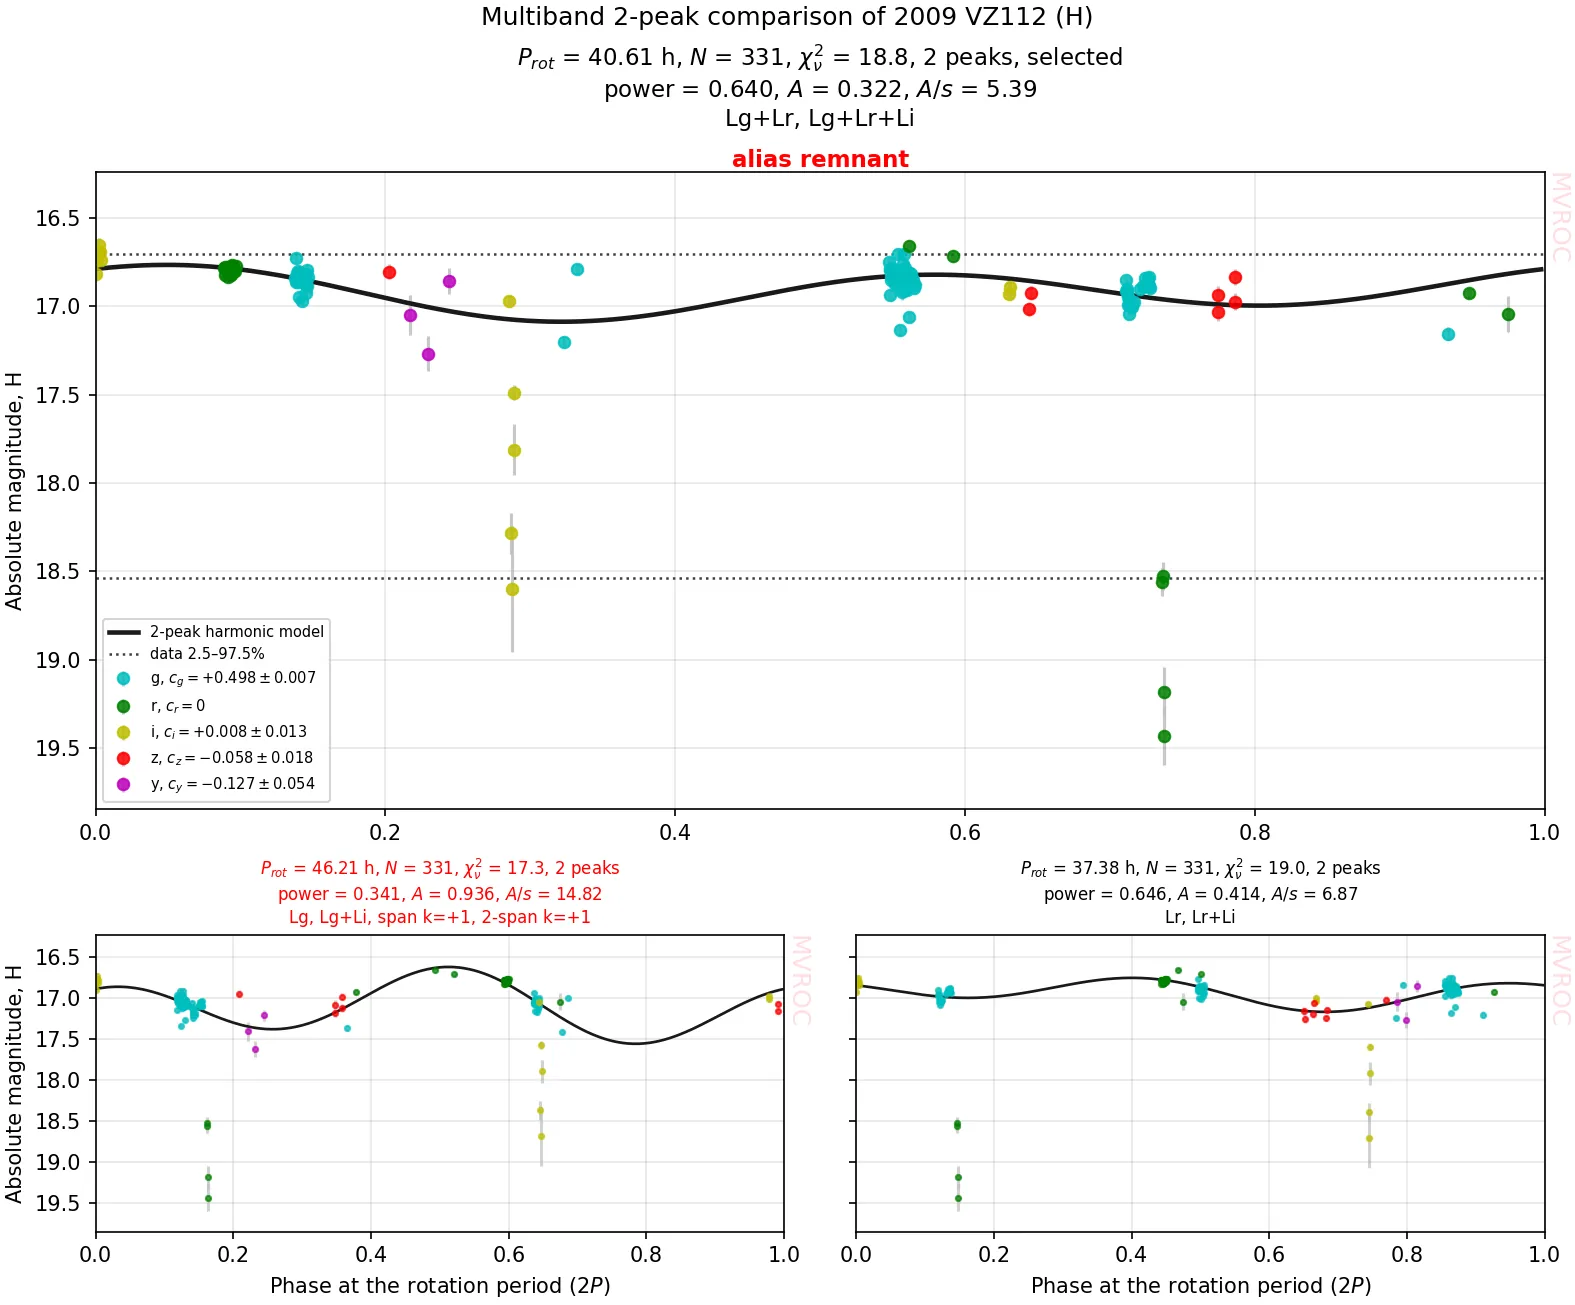 Multiband 2-peak comparison of 2009 VZ112 (H)
P_rot = 40.61 h, N = 331, χ²_ν = 18.8, 2 peaks, selected
power = 0.640, A = 0.322, A/s = 5.39
Lg+Lr, Lg+Lr+Li
alias remnant
MVROC
Absolute magnitude, H
16.5
17.0
17.5
18.0
18.5
19.0
19.5
2-peak harmonic model
data 2.5–97.5%
g, c_g = +0.498 ± 0.007
r, c_r = 0
i, c_i = +0.008 ± 0.013
z, c_z = −0.058 ± 0.018
y, c_y = −0.127 ± 0.054
0.0 0.2 0.4 0.6 0.8 1.0
P_rot = 46.21 h, N = 331, χ²_ν = 17.3, 2 peaks
power = 0.341, A = 0.936, A/s = 14.82
Lg, Lg+Li, span k=+1, 2-span k=+1
MVROC
Absolute magnitude, H
16.5
17.0
17.5
18.0
18.5
19.0
19.5
0.0 0.2 0.4 0.6 0.8 1.0
Phase at the rotation period (2P)
P_rot = 37.38 h, N = 331, χ²_ν = 19.0, 2 peaks
power = 0.646, A = 0.414, A/s = 6.87
Lr, Lr+Li
MVROC
0.0 0.2 0.4 0.6 0.8 1.0
Phase at the rotation period (2P)